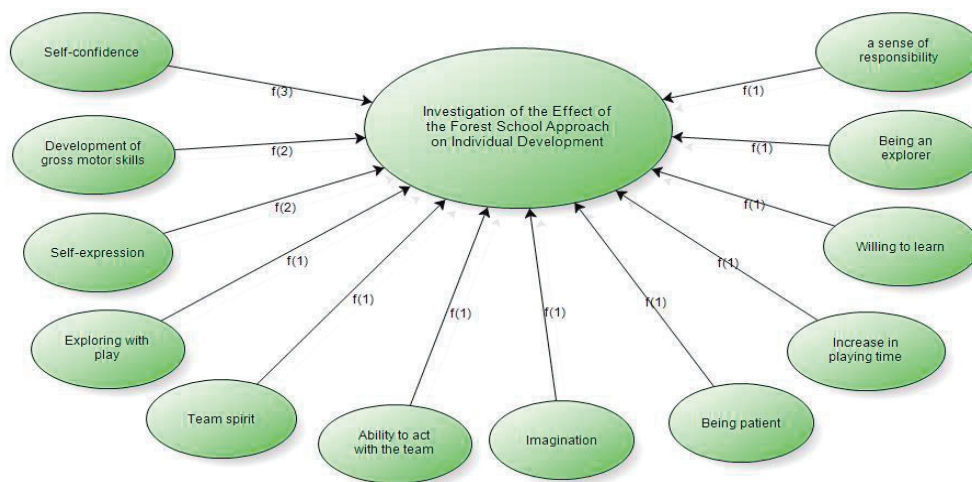 Self-confidence
f(3)
Development of
gross motor skills
f(2)
Self-expression
f(2)
Exploring with
play
f(1)
Team spirit
f(1)
Ability to act
with the team
f(1)
Imagination
f(1)
Being patient
f(1)
Increase in
playing time
f(1)
Willing to learn
f(1)
Being an
explorer
f(1)
a sense of
responsibility
f(1)
Investigation of the Effect of
the Forest School Approach
on Individual Development